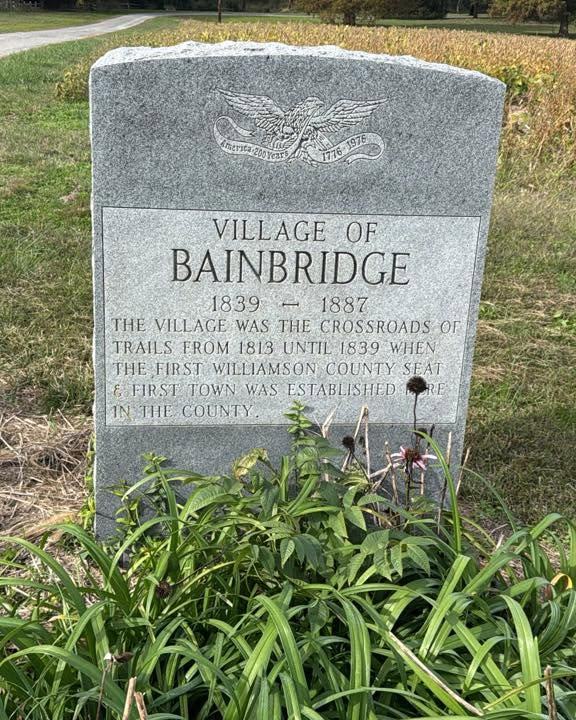 America·200 Years 1776-1976
VILLAGE OF
BAINBRIDGE
1839 — 1887
THE VILLAGE WAS THE CROSSROADS OF
TRAILS FROM 1813 UNTIL 1839 WHEN
THE FIRST WILLIAMSON COUNTY SEAT
& FIRST TOWN WAS ESTABLISHED HERE
IN THE COUNTY.